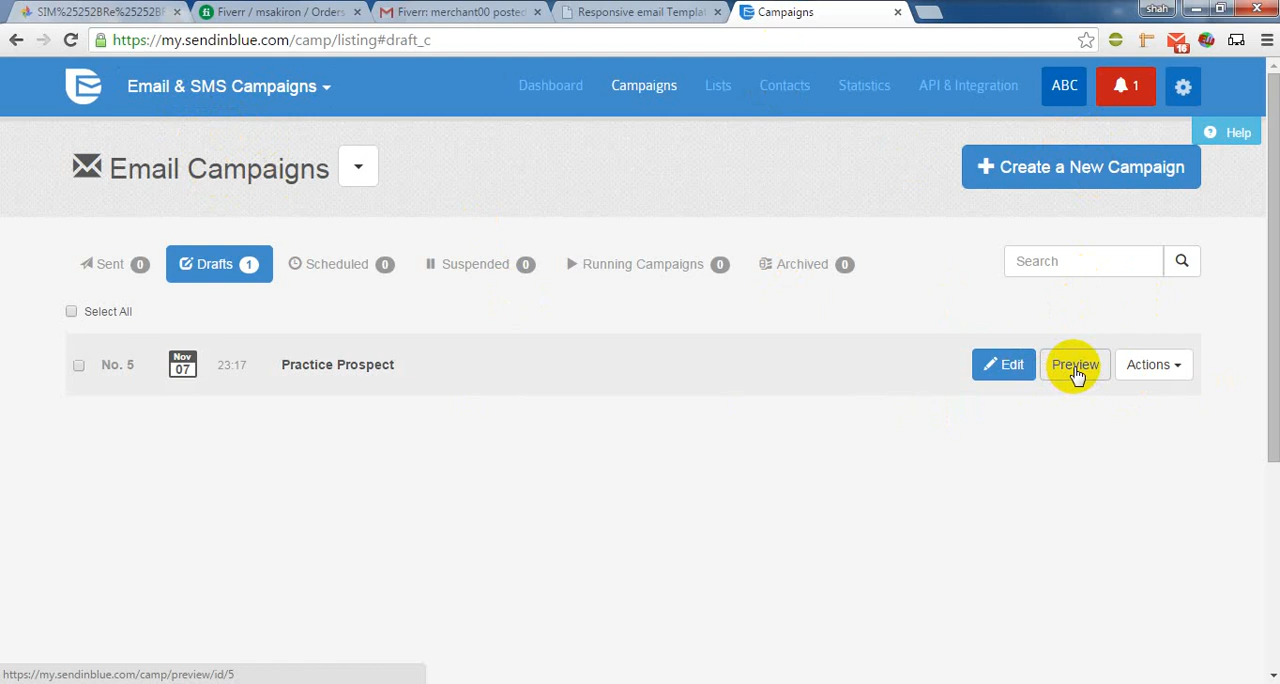 SIM%25252BRe%25252BF
Fiverr / msakiron / Orders
Fiverr: merchant00 posted
Responsive email Templat
Campaigns
shah
https://my.sendinblue.com/camp/listing#draft_c
16
Email & SMS Campaigns
Dashboard
Campaigns
Lists
Contacts
Statistics
API & Integration
ABC
1
Help
Email Campaigns
Create a New Campaign
Sent 0
Drafts 1
Scheduled 0
Suspended 0
Running Campaigns 0
Archived 0
Search
Select All
No. 5
Nov
07
23:17
Practice Prospect
Edit
Preview
Actions
https://my.sendinblue.com/camp/preview/id/5